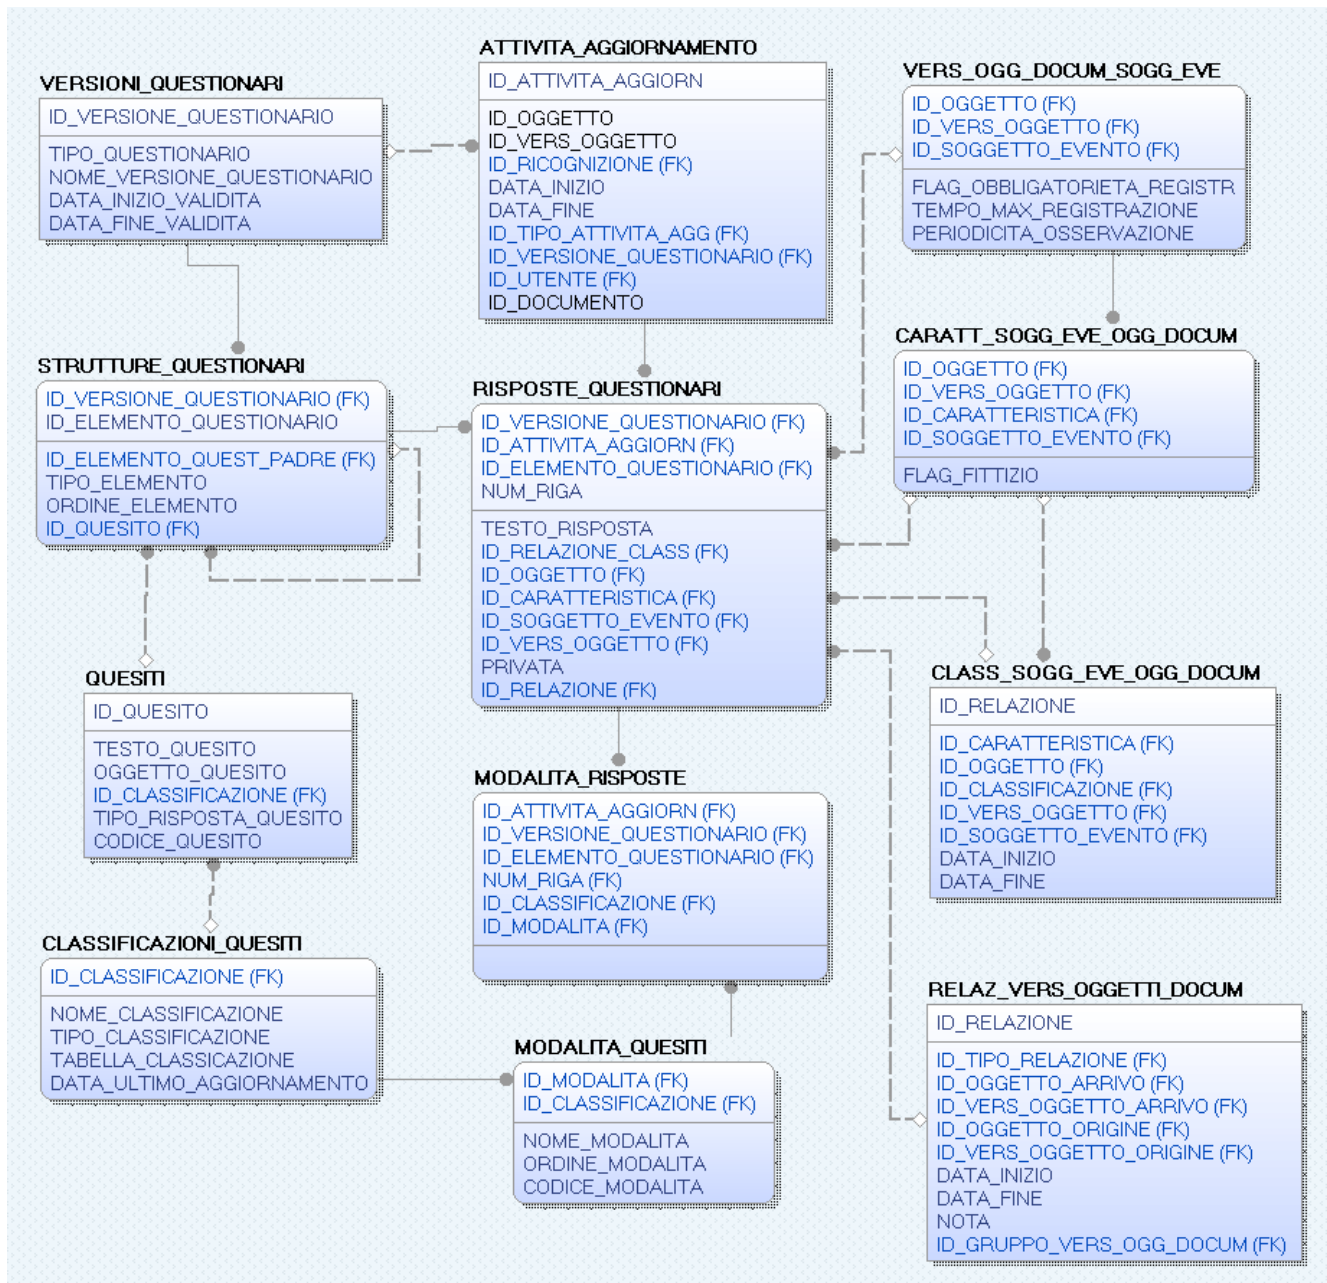 VERSIONI_QUESTIONARI
ID_VERSIONE_QUESTIONARIO
TIPO_QUESTIONARIO
NOME_VERSIONE_QUESTIONARIO
DATA_INIZIO_VALIDITA
DATA_FINE_VALIDITA
ATTIVITA_AGGIORNAMENTO
ID_ATTIVITA_AGGIORN
ID_OGGETTO
ID_VERS_OGGETTO
ID_RICOGNIZIONE (FK)
DATA_INIZIO
DATA_FINE
ID_TIPO_ATTIVITA_AGG (FK)
ID_VERSIONE_QUESTIONARIO (FK)
ID_UTENTE (FK)
ID_DOCUMENTO
VERS_OGG_DOCUM_SOGG_EVE
ID_OGGETTO (FK)
ID_VERS_OGGETTO (FK)
ID_SOGGETTO_EVENTO (FK)
FLAG_OBBLIGATORIETA_REGISTR
TEMPO_MAX_REGISTRAZIONE
PERIODICITA_OSSERVAZIONE
STRUTTURE_QUESTIONARI
ID_VERSIONE_QUESTIONARIO (FK)
ID_ELEMENTO_QUESTIONARIO
ID_ELEMENTO_QUEST_PADRE (FK)
TIPO_ELEMENTO
ORDINE_ELEMENTO
ID_QUESITO (FK)
RISPOSTE_QUESTIONARI
ID_VERSIONE_QUESTIONARIO (FK)
ID_ATTIVITA_AGGIORN (FK)
ID_ELEMENTO_QUESTIONARIO (FK)
NUM_RIGA
TESTO_RISPOSTA
ID_RELAZIONE_CLASS (FK)
ID_OGGETTO (FK)
ID_CARATTERISTICA (FK)
ID_SOGGETTO_EVENTO (FK)
ID_VERS_OGGETTO (FK)
PRIVATA
ID_RELAZIONE (FK)
CARATT_SOGG_EVE_OGG_DOCUM
ID_OGGETTO (FK)
ID_VERS_OGGETTO (FK)
ID_CARATTERISTICA (FK)
ID_SOGGETTO_EVENTO (FK)
FLAG_FITTIZIO
QUESITI
ID_QUESITO
TESTO_QUESITO
OGGETTO_QUESITO
ID_CLASSIFICAZIONE (FK)
TIPO_RISPOSTA_QUESITO
CODICE_QUESITO
MODALITA_RISPOSTE
ID_ATTIVITA_AGGIORN (FK)
ID_VERSIONE_QUESTIONARIO (FK)
ID_ELEMENTO_QUESTIONARIO (FK)
NUM_RIGA (FK)
ID_CLASSIFICAZIONE (FK)
ID_MODALITA (FK)
CLASS_SOGG_EVE_OGG_DOCUM
ID_RELAZIONE
ID_CARATTERISTICA (FK)
ID_OGGETTO (FK)
ID_CLASSIFICAZIONE (FK)
ID_VERS_OGGETTO (FK)
ID_SOGGETTO_EVENTO (FK)
DATA_INIZIO
DATA_FINE
CLASSIFICAZIONI_QUESITI
ID_CLASSIFICAZIONE (FK)
NOME_CLASSIFICAZIONE
TIPO_CLASSIFICAZIONE
TABELLA_CLASSICAZIONE
DATA_ULTIMO_AGGIORNAMENTO
MODALITA_QUESITI
ID_MODALITA (FK)
ID_CLASSIFICAZIONE (FK)
NOME_MODALITA
ORDINE_MODALITA
CODICE_MODALITA
RELAZ_VERS_OGGETTI_DOCUM
ID_RELAZIONE
ID_TIPO_RELAZIONE (FK)
ID_OGGETTO_ARRIVO (FK)
ID_VERS_OGGETTO_ARRIVO (FK)
ID_OGGETTO_ORIGINE (FK)
ID_VERS_OGGETTO_ORIGINE (FK)
DATA_INIZIO
DATA_FINE
NOTA
ID_GRUPPO_VERS_OGG_DOCUM (FK)